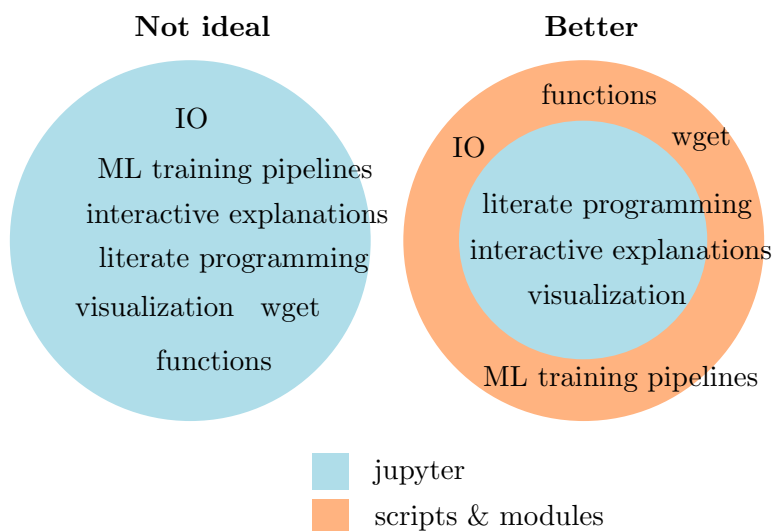 Not ideal
IO
ML training pipelines
interactive explanations
literate programming
visualization wget
functions
Better
functions
wget
IO
literate programming
interactive explanations
visualization
ML training pipelines
jupyter
scripts & modules